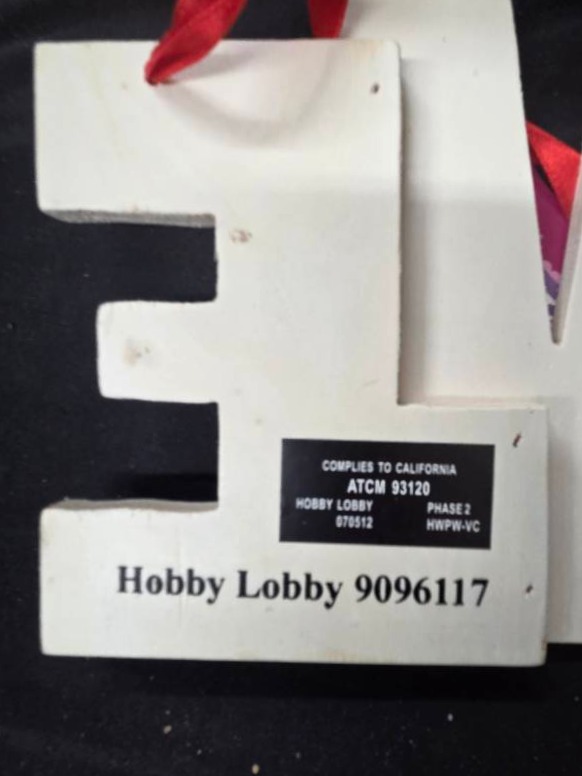 COMPLIES TO CALIFORNIA
ATCM 93120
HOBBY LOBBY PHASE 2
070512 HWPW-VC
Hobby Lobby 9096117